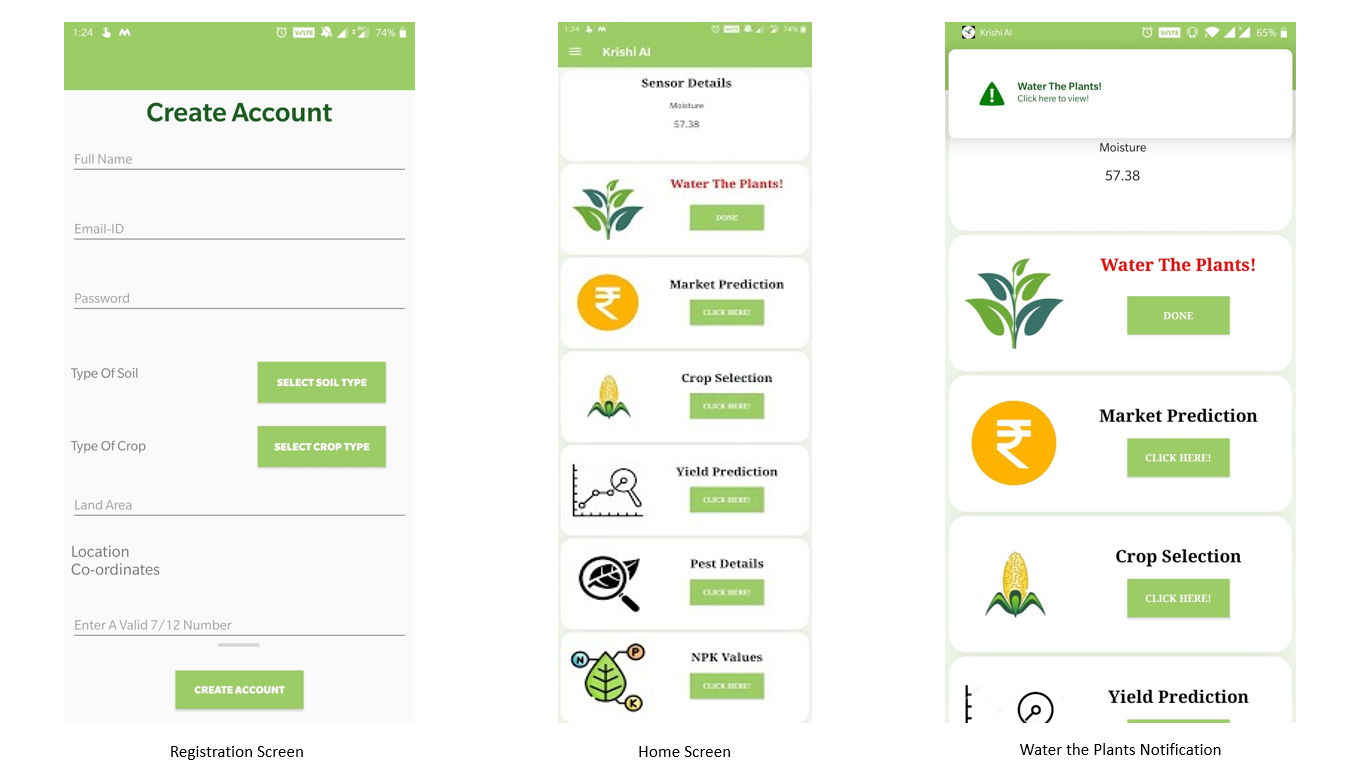 1:24
VoLTE
74%
Create Account
Full Name
Email-ID
Password
Type Of Soil
SELECT SOIL TYPE
Type Of Crop
SELECT CROP TYPE
Land Area
Location
Co-ordinates
Enter A Valid 7/12 Number
CREATE ACCOUNT
Registration Screen
1:24
74%
Krishi AI
Sensor Details
Moisture
57.38
Water The Plants!
DONE
Market Prediction
CLICK HERE!
Crop Selection
CLICK HERE!
Yield Prediction
CLICK HERE!
Pest Details
CLICK HERE!
N
P
K
NPK Values
CLICK HERE!
Home Screen
Krishi AI
VoLTE
65%
Water The Plants!
Click here to view!
Moisture
57.38
Water The Plants!
DONE
Market Prediction
CLICK HERE!
Crop Selection
CLICK HERE!
Yield Prediction
Water the Plants Notification